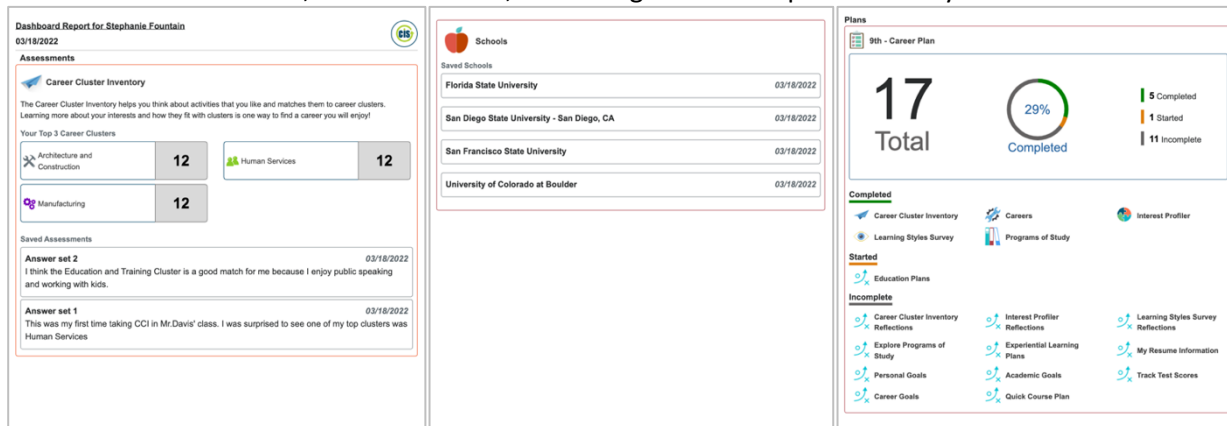 Dashboard Report for Stephanie Fountain
03/18/2022
cis
Assessments
Career Cluster Inventory
The Career Cluster Inventory helps you think about activities that you like and matches them to career clusters.
Learning more about your interests and how they fit with clusters is one way to find a career you will enjoy!
Your Top 3 Career Clusters
Architecture and
Construction
12
Human Services
12
Manufacturing
12
Saved Assessments
Answer set 2
03/18/2022
I think the Education and Training Cluster is a good match for me because I enjoy public speaking
and working with kids.
Answer set 1
03/18/2022
This was my first time taking CCI in Mr.Davis' class. I was surprised to see one of my top clusters was
Human Services
Schools
Saved Schools
Florida State University
03/18/2022
San Diego State University - San Diego, CA
03/18/2022
San Francisco State University
03/18/2022
University of Colorado at Boulder
03/18/2022
Plans
9th - Career Plan
17
Total
29%
Completed
5 Completed
1 Started
11 Incomplete
Completed
Career Cluster Inventory
Careers
Interest Profiler
Learning Styles Survey
Programs of Study
Started
Education Plans
Incomplete
Career Cluster Inventory
Reflections
Interest Profiler
Reflections
Learning Styles Survey
Reflections
Explore Programs of
Study
Experiential Learning
Plans
My Resume Information
Personal Goals
Academic Goals
Track Test Scores
Career Goals
Quick Course Plan